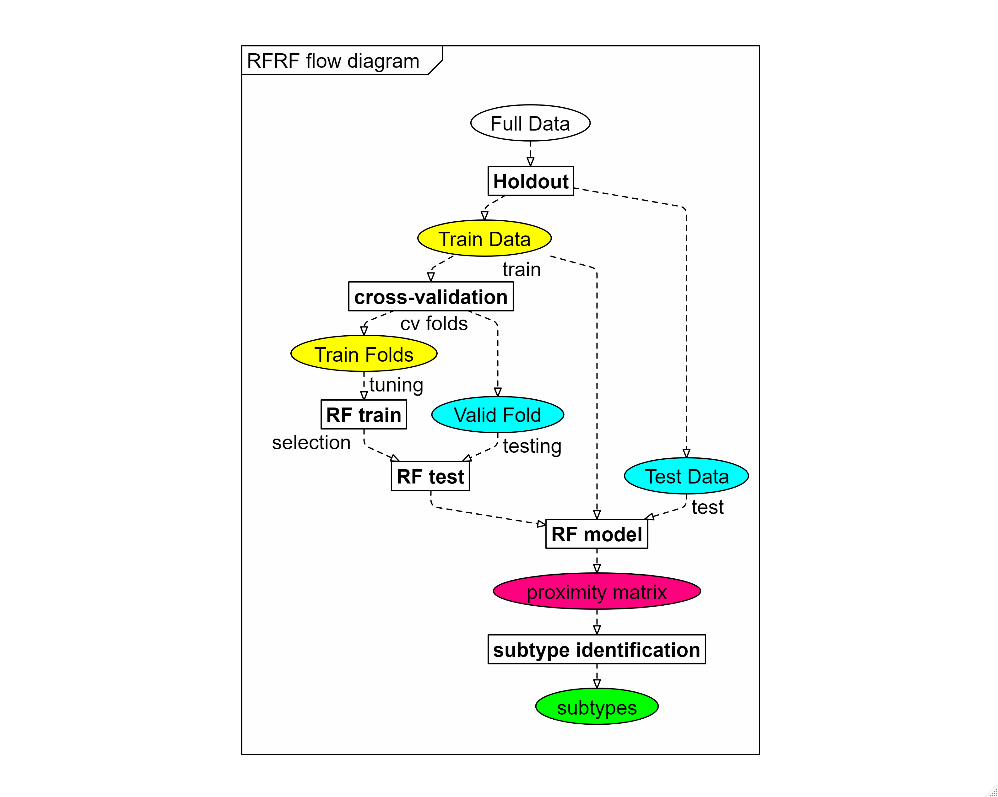 RFRF flow diagram
Full Data
Holdout
Train Data
train
cross-validation
cv folds
Train Folds
tuning
RF train
Valid Fold
selection
testing
RF test
Test Data
test
RF model
proximity matrix
subtype identification
subtypes